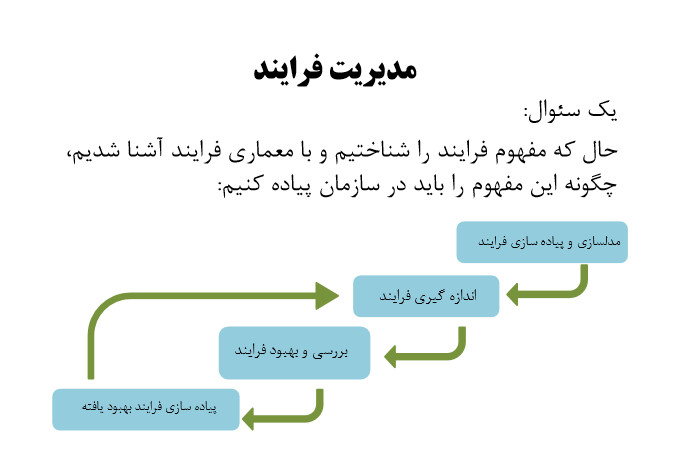 مدیریت فرایند
یک سئوال:
حال که مفهوم فرایند را شناختیم و با معماری فرایند آشنا شدیم،
چگونه این مفهوم را باید در سازمان پیاده کنیم:
مدلسازی و پیاده سازی فرایند
اندازه گیری فرایند
بررسی و بهبود فرایند
پیاده سازی فرایند بهبود یافته